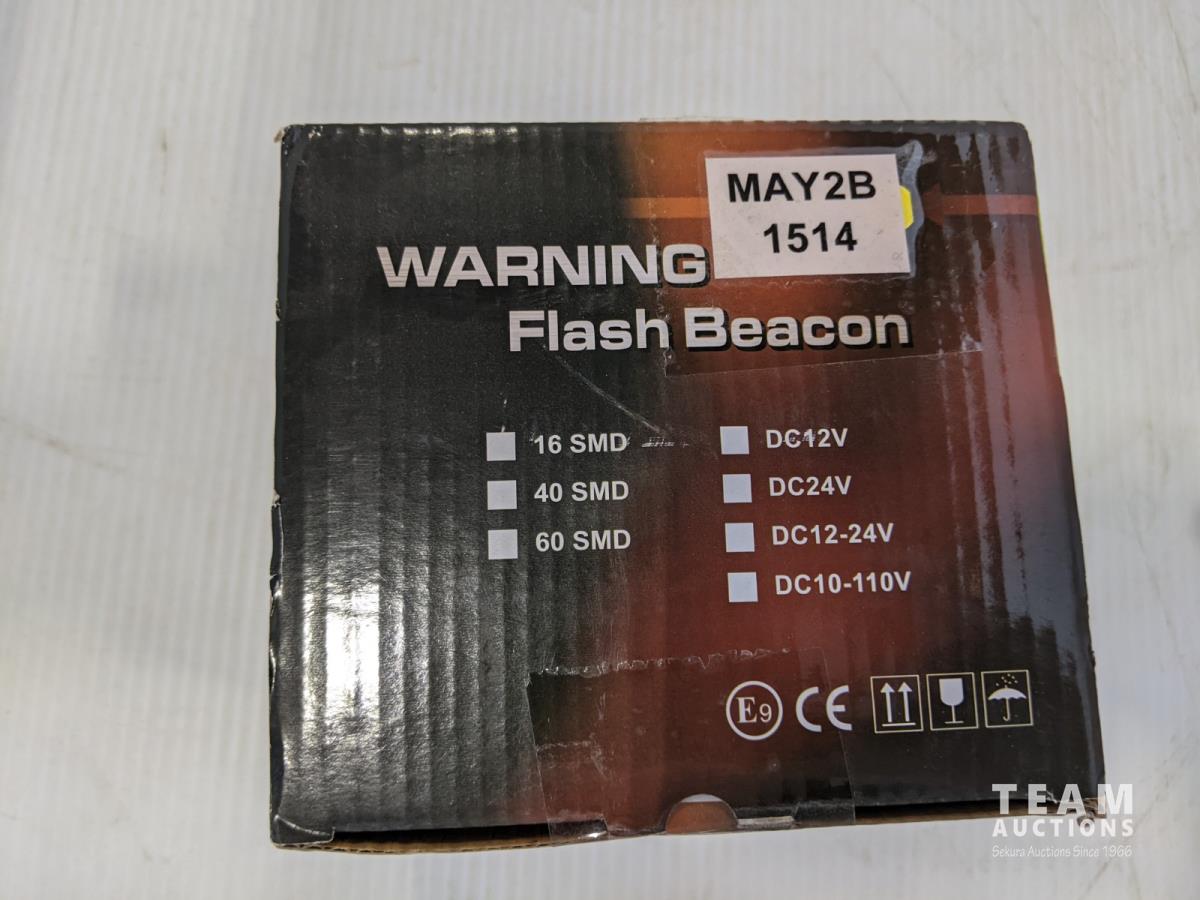 MAY2B
1514
WARNING
Flash Beacon
16 SMD
40 SMD
60 SMD
DC12V
DC24V
DC12-24V
DC10-110V
E9
CE
TEAM
AUCTIONS
Sekura Auctions Since 1966